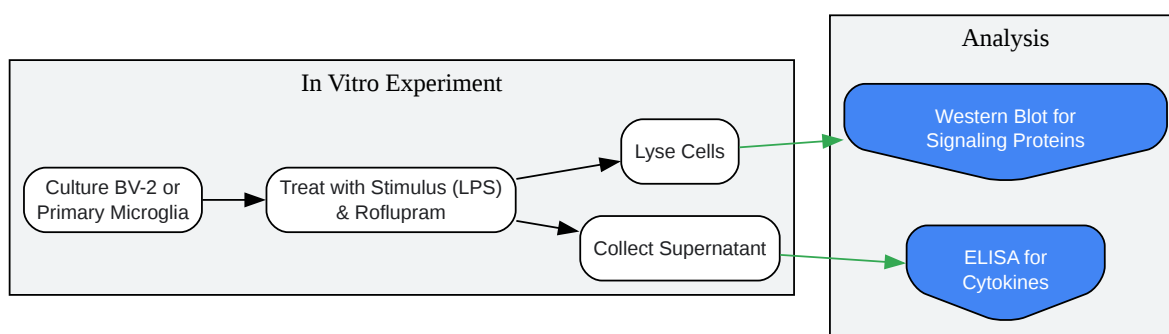 In Vitro Experiment
Culture BV-2 or
Primary Microglia
Treat with Stimulus (LPS)
& Roflupram
Lyse Cells
Collect Supernatant
Analysis
Western Blot for
Signaling Proteins
ELISA for
Cytokines